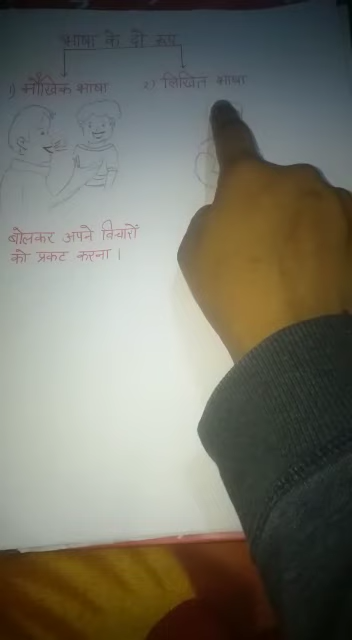 भाषा के दो रूप
1) मौखिक भाषा
2) लिखित भाषा
बोलकर अपने विचारों
को प्रकट करना।